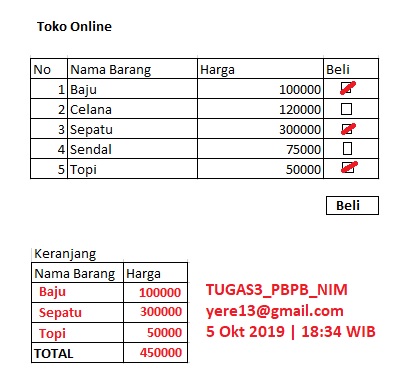 Toko Online
No Nama Barang Harga Beli
1 Baju 100000
2 Celana 120000
3 Sepatu 300000
4 Sendal 75000
5 Topi 50000
Beli
Keranjang
Nama Barang Harga
Baju 100000
Sepatu 300000
Topi 50000
TOTAL 450000
TUGAS3_PBPB_NIM
yere13@gmail.com
5 Okt 2019 | 18:34 WIB